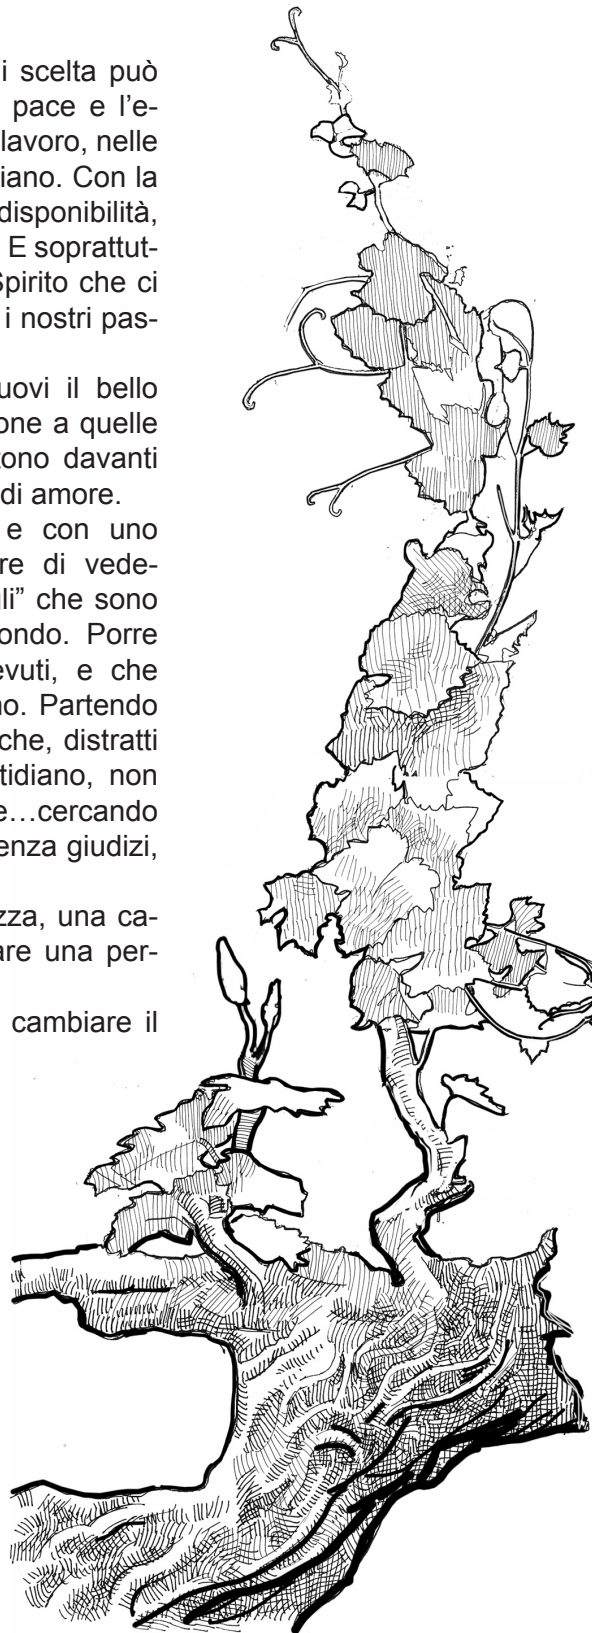 i scelta può
pace e l'e-
lavoro, nelle
iano. Con la
disponibilità,
E soprattut-
Spirito che ci
i nostri pas-
uovi il bello
one a quelle
tono davanti
di amore.
e con uno
re di vede-
gli” che sono
ondo. Porre
evuti, e che
no. Partendo
che, distratti
tidiano, non
e…cercando
enza giudizi,
zza, una ca-
are una per-
cambiare il